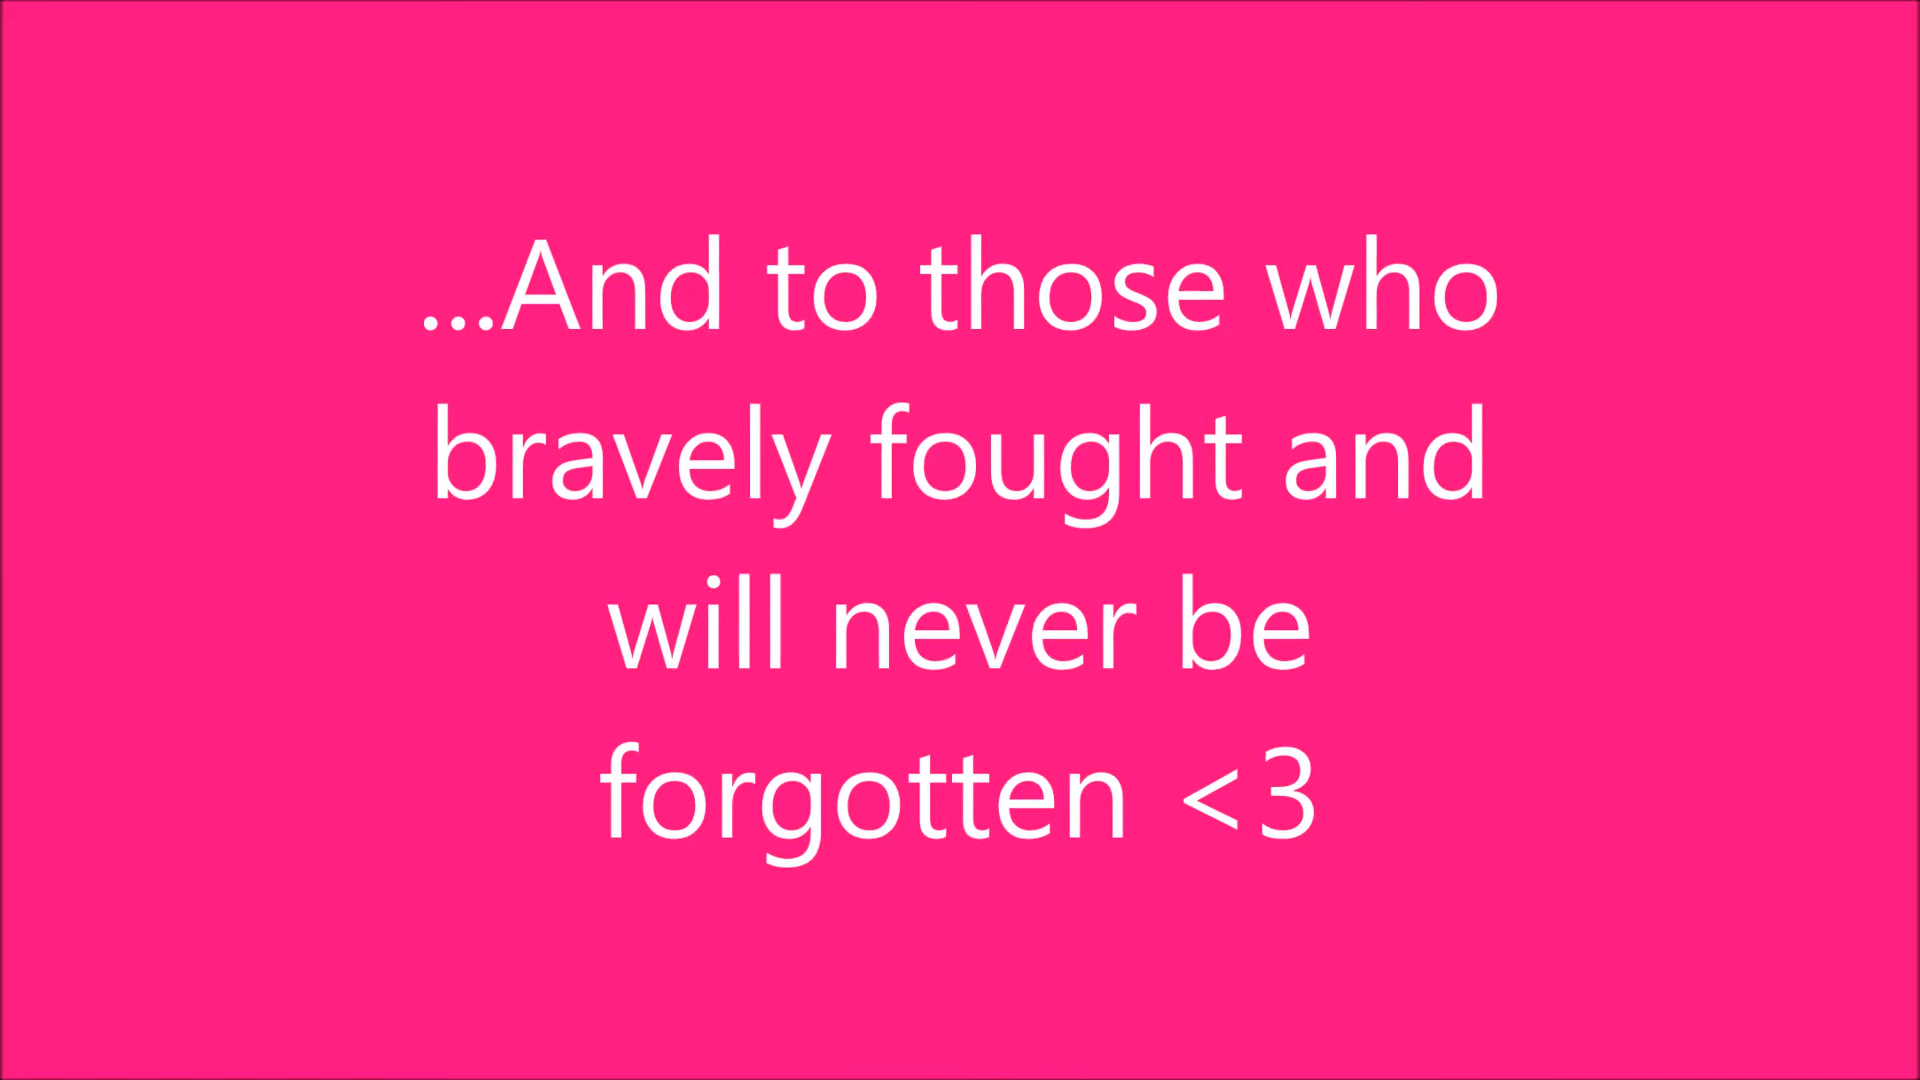 ...And to those who
bravely fought and
will never be
forgotten <3